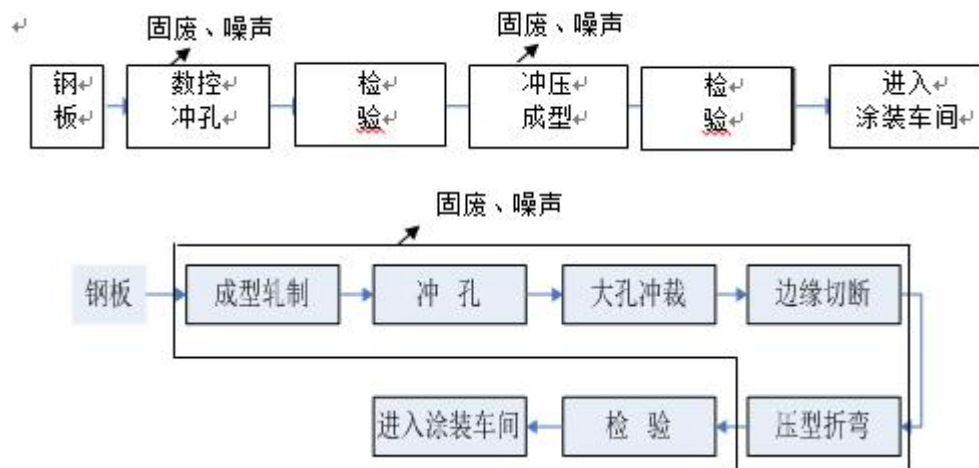 固废、噪声
固废、噪声
钢板
数控冲孔
检验
冲压成型
检验
进入涂装车间
固废、噪声
钢板
成型轧制
冲 孔
大孔冲裁
边缘切断
进入涂装车间
检 验
压型折弯